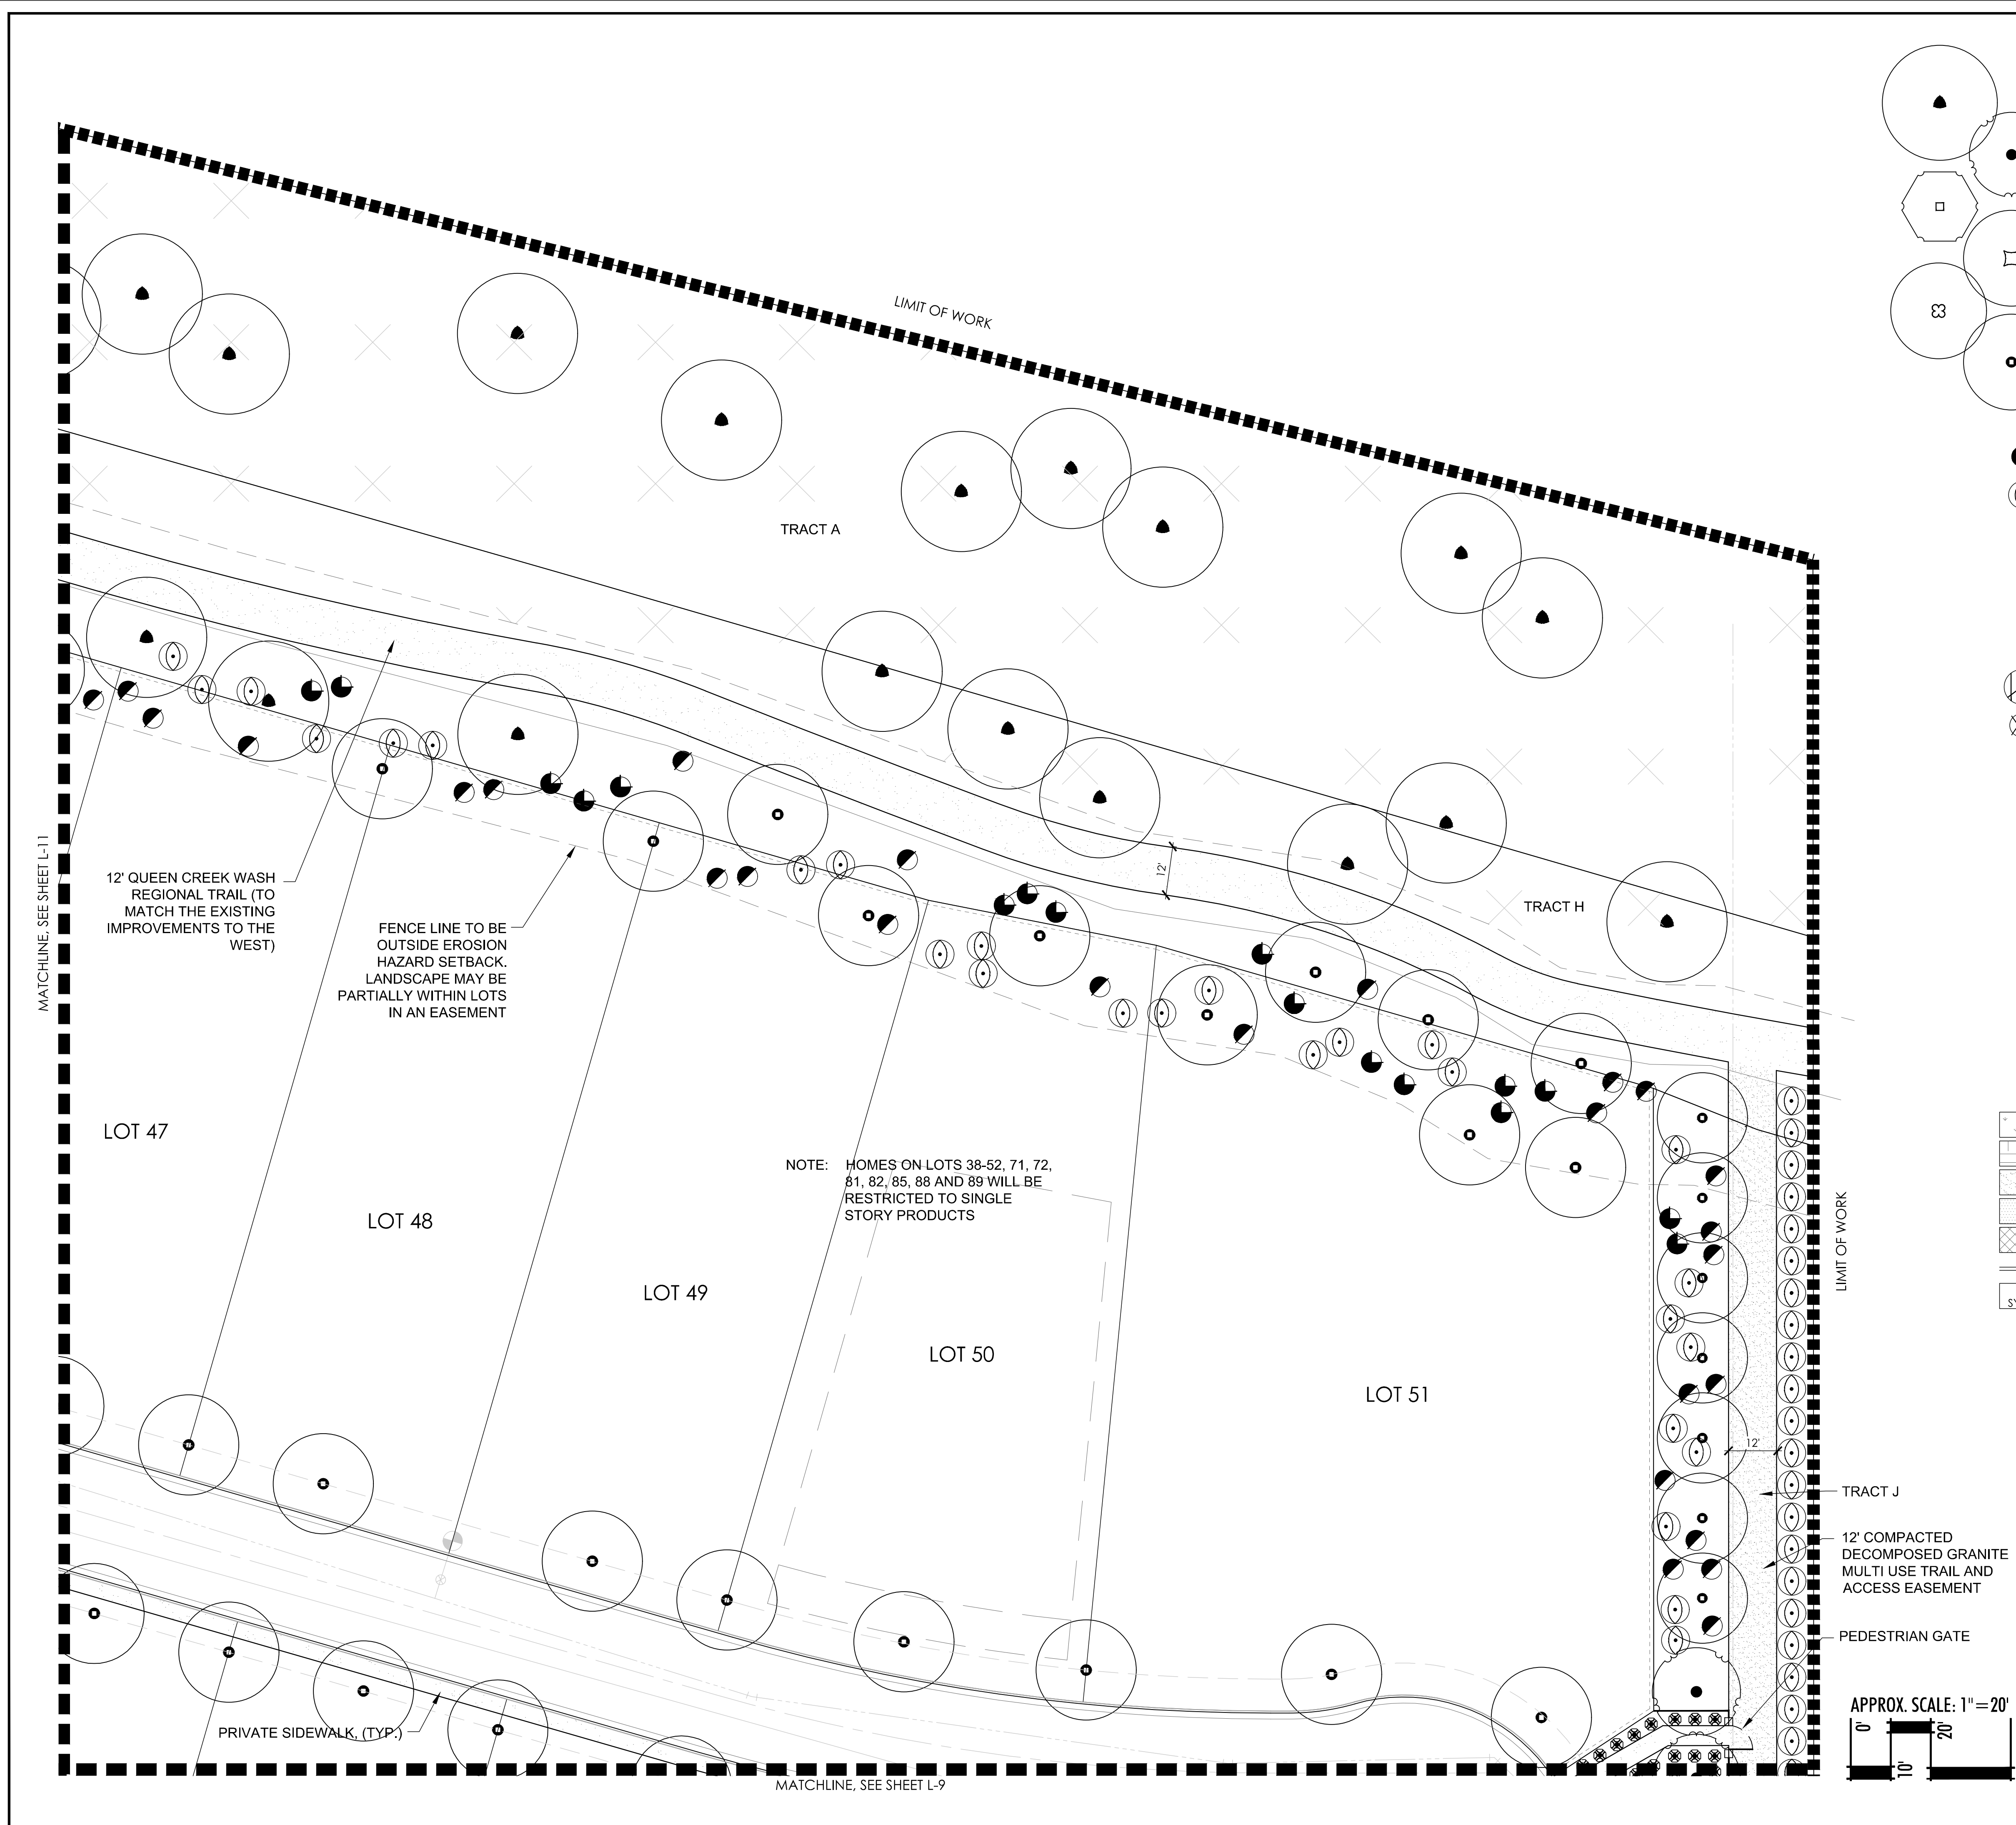 LIMIT OF WORK
TRACT A
12'
TRACT H
MATCHLINE, SEE SHEET L-11
12' QUEEN CREEK WASH
REGIONAL TRAIL (TO
MATCH THE EXISTING
IMPROVEMENTS TO THE
WEST)
FENCE LINE TO BE
OUTSIDE EROSION
HAZARD SETBACK.
LANDSCAPE MAY BE
PARTIALLY WITHIN LOTS
IN AN EASEMENT
LOT 47
LOT 48
NOTE: HOMES ON LOTS 38-52, 71, 72,
81, 82, 85, 88 AND 89 WILL BE
RESTRICTED TO SINGLE
STORY PRODUCTS
LIMIT OF WORK
LOT 49
LOT 50
LOT 51
12'
TRACT J
12' COMPACTED
DECOMPOSED GRANITE
MULTI USE TRAIL AND
ACCESS EASEMENT
PEDESTRIAN GATE
PRIVATE SIDEWALK, (TYP.)
APPROX. SCALE: 1"=20'
0'
10'
20'
MATCHLINE, SEE SHEET L-9